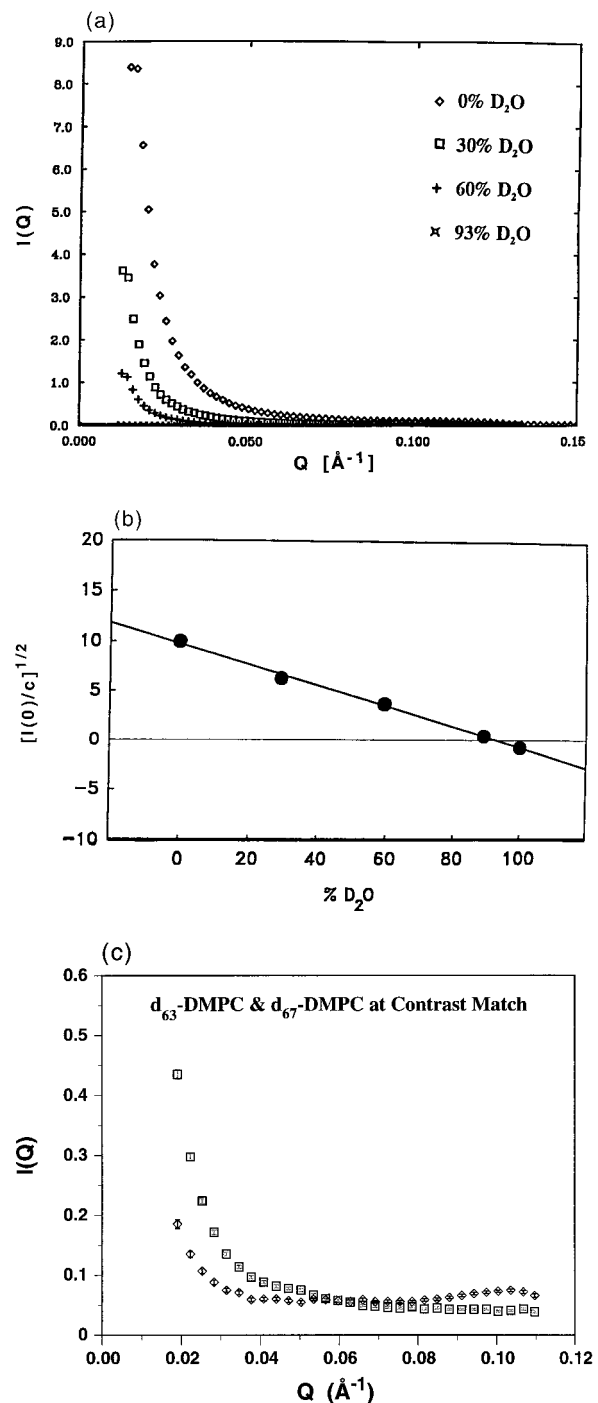 (a)
9.0
8.0
7.0
6.0
5.0
4.0
3.0
2.0
1.0
0.0
I(Q)
◇ 0% D₂O
□ 30% D₂O
+ 60% D₂O
¤ 93% D₂O
0.000
0.050
0.100
0.15
Q [Å⁻¹]
(b)
20
15
10
5
0
−5
−10
[I(0)/c]^1/2
0
20
40
60
80
100
% D₂O
(c)
0.6
0.5
0.4
0.3
0.2
0.1
0
I(Q)
d₆₃-DMPC & d₆₇-DMPC at Contrast Match
0.00
0.02
0.04
0.06
0.08
0.10
0.12
Q (Å⁻¹)